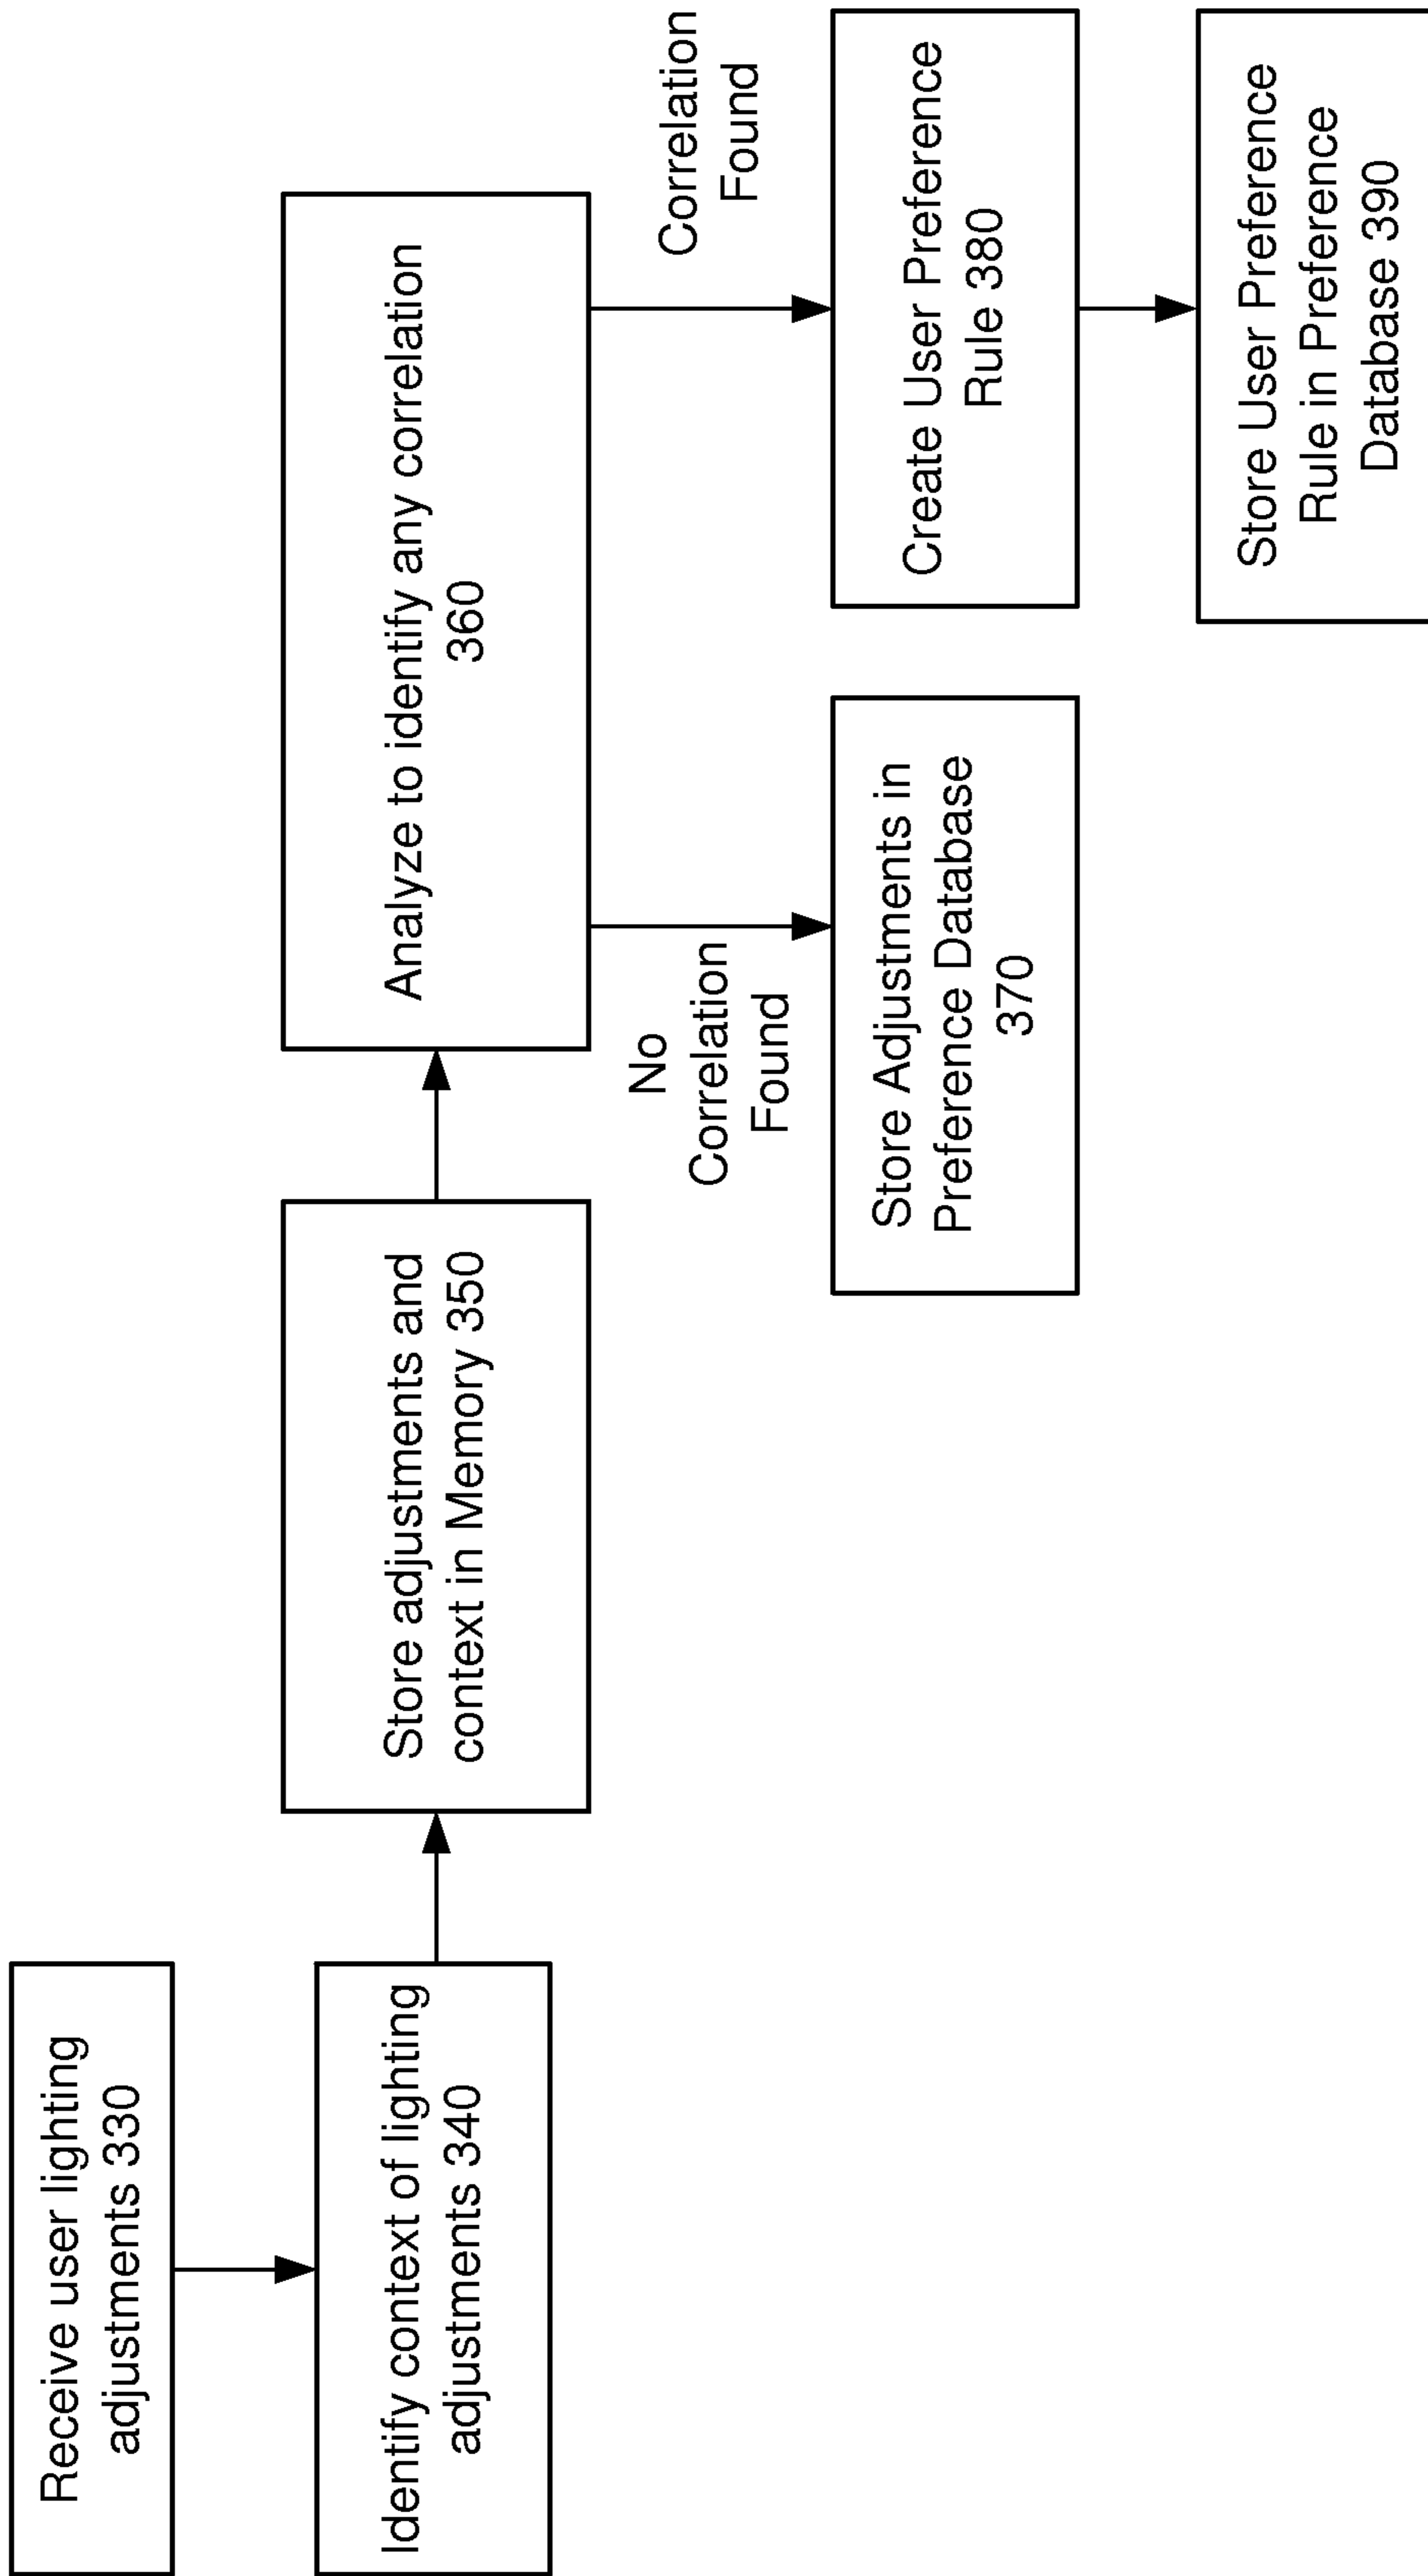 Receive user lighting
adjustments 330
Identify context of lighting
adjustments 340
Store adjustments and
context in Memory 350
Analyze to identify any correlation
360
No
Correlation
Found
Correlation
Found
Store Adjustments in
Preference Database
370
Create User Preference
Rule 380
Store User Preference
Rule in Preference
Database 390